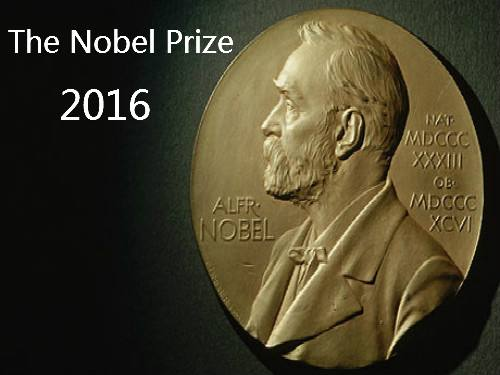 The Nobel Prize
2016
ALFR·
NOBEL
NAT·
MDCCC
XXXIII
OB·
MDCCC
XCVI